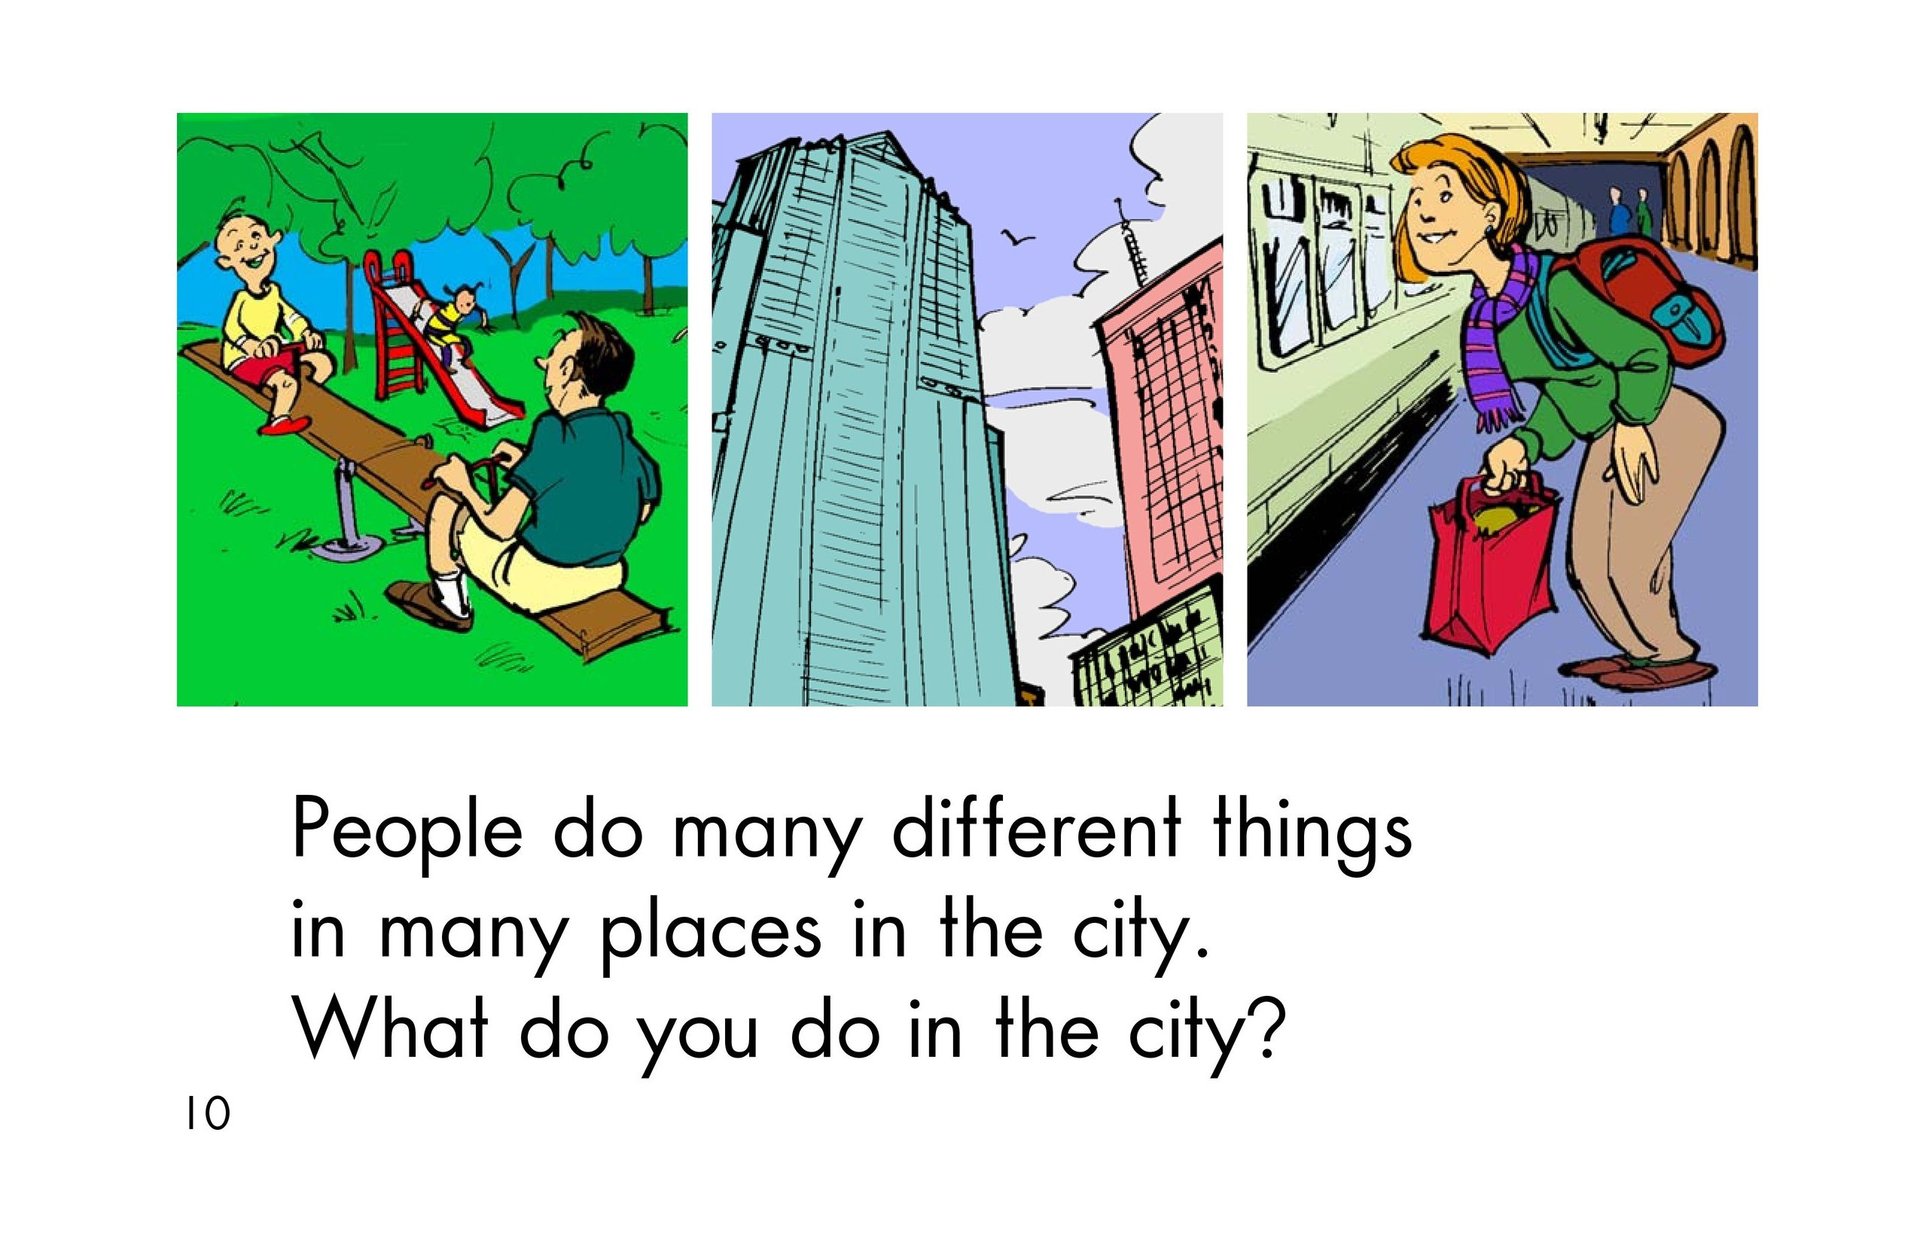 People do many different things
in many places in the city.
What do you do in the city?
10